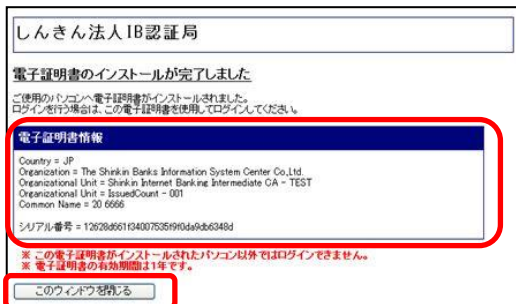 しんきん法人IB認証局
電子証明書のインストールが完了しました
ご使用のパソコンへ電子証明書がインストールされました。
ログインを行う場合は、この電子証明書を使用してログインしてください。
電子証明書情報
Country = JP
Organization = The Shinkin Banks Information System Center Co,Ltd.
Organizational Unit = Shinkin Internet Banking Intermediate CA - TEST
Organizational Unit = IssuedCount - 001
Common Name = 20 6666
シリアル番号 =
※ この電子証明書がインストールされたパソコン以外ではログインできません。
※ 電子証明書の有効期間は1年です。
このウィンドウを閉じる